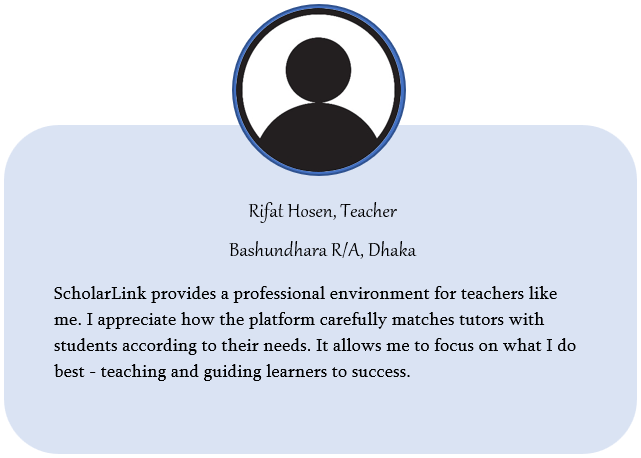 Rifat Hosen, Teacher
Bashundhara R/A, Dhaka
ScholarLink provides a professional environment for teachers like
me. I appreciate how the platform carefully matches tutors with
students according to their needs. It allows me to focus on what I do
best - teaching and guiding learners to success.